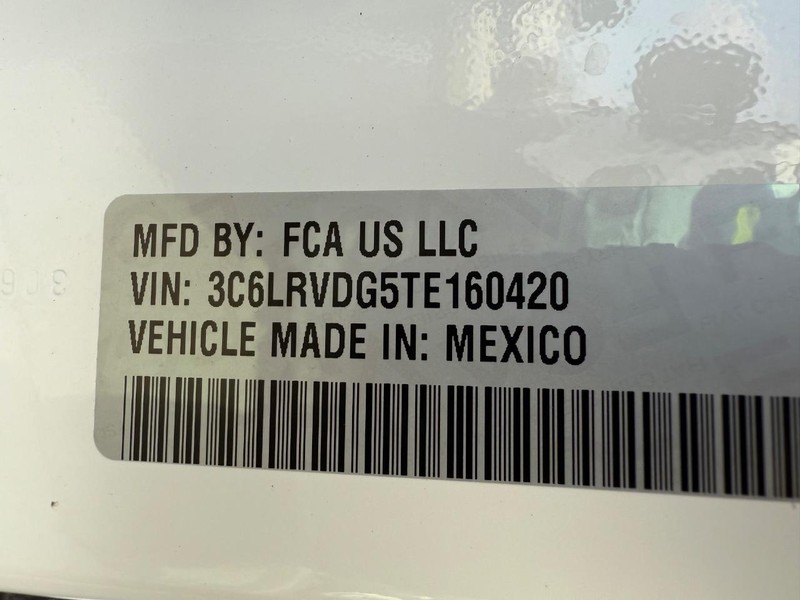 MFD BY: FCA US LLC
VIN: 3C6LRVDG5TE160420
VEHICLE MADE IN: MEXICO